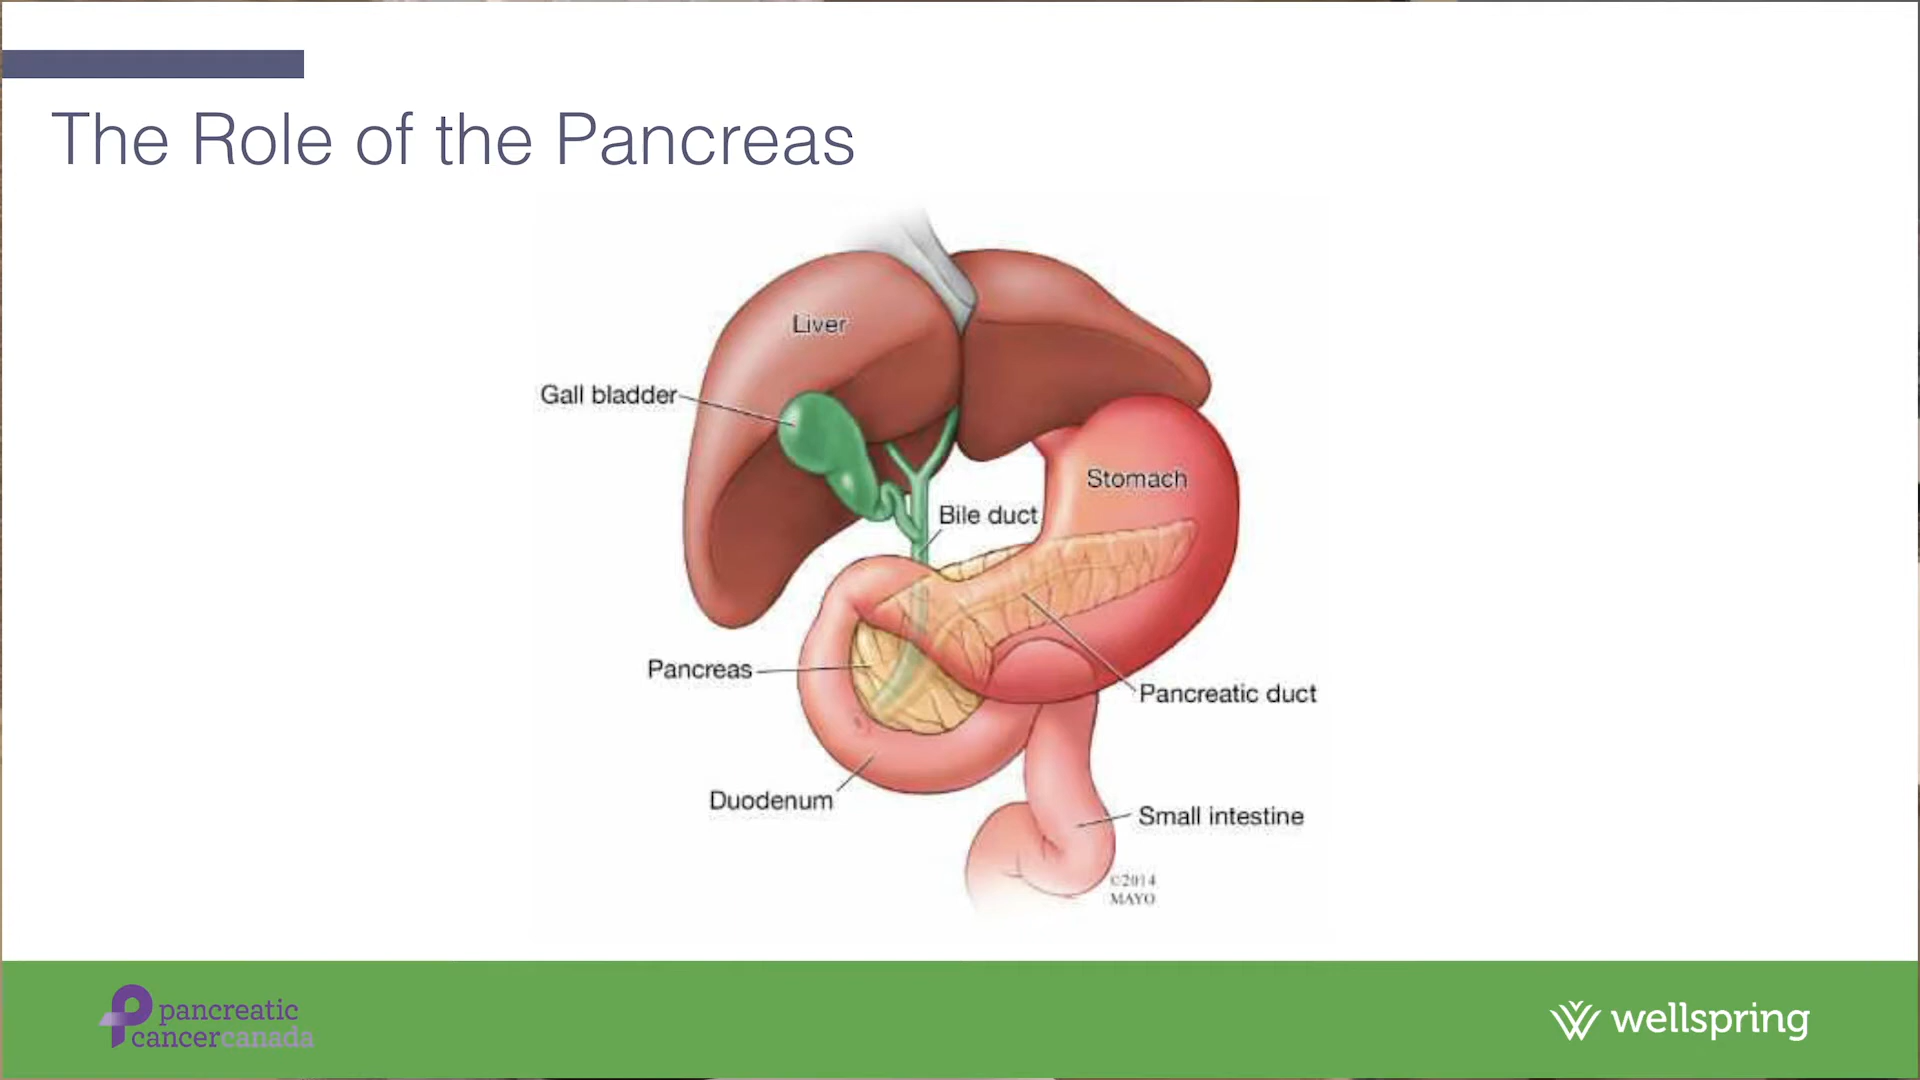 The Role of the Pancreas
Liver
Gall bladder
Stomach
Bile duct
Pancreas
Pancreatic duct
Duodenum
Small intestine
©2014
MAYO
pancreatic
cancercanada
wellspring